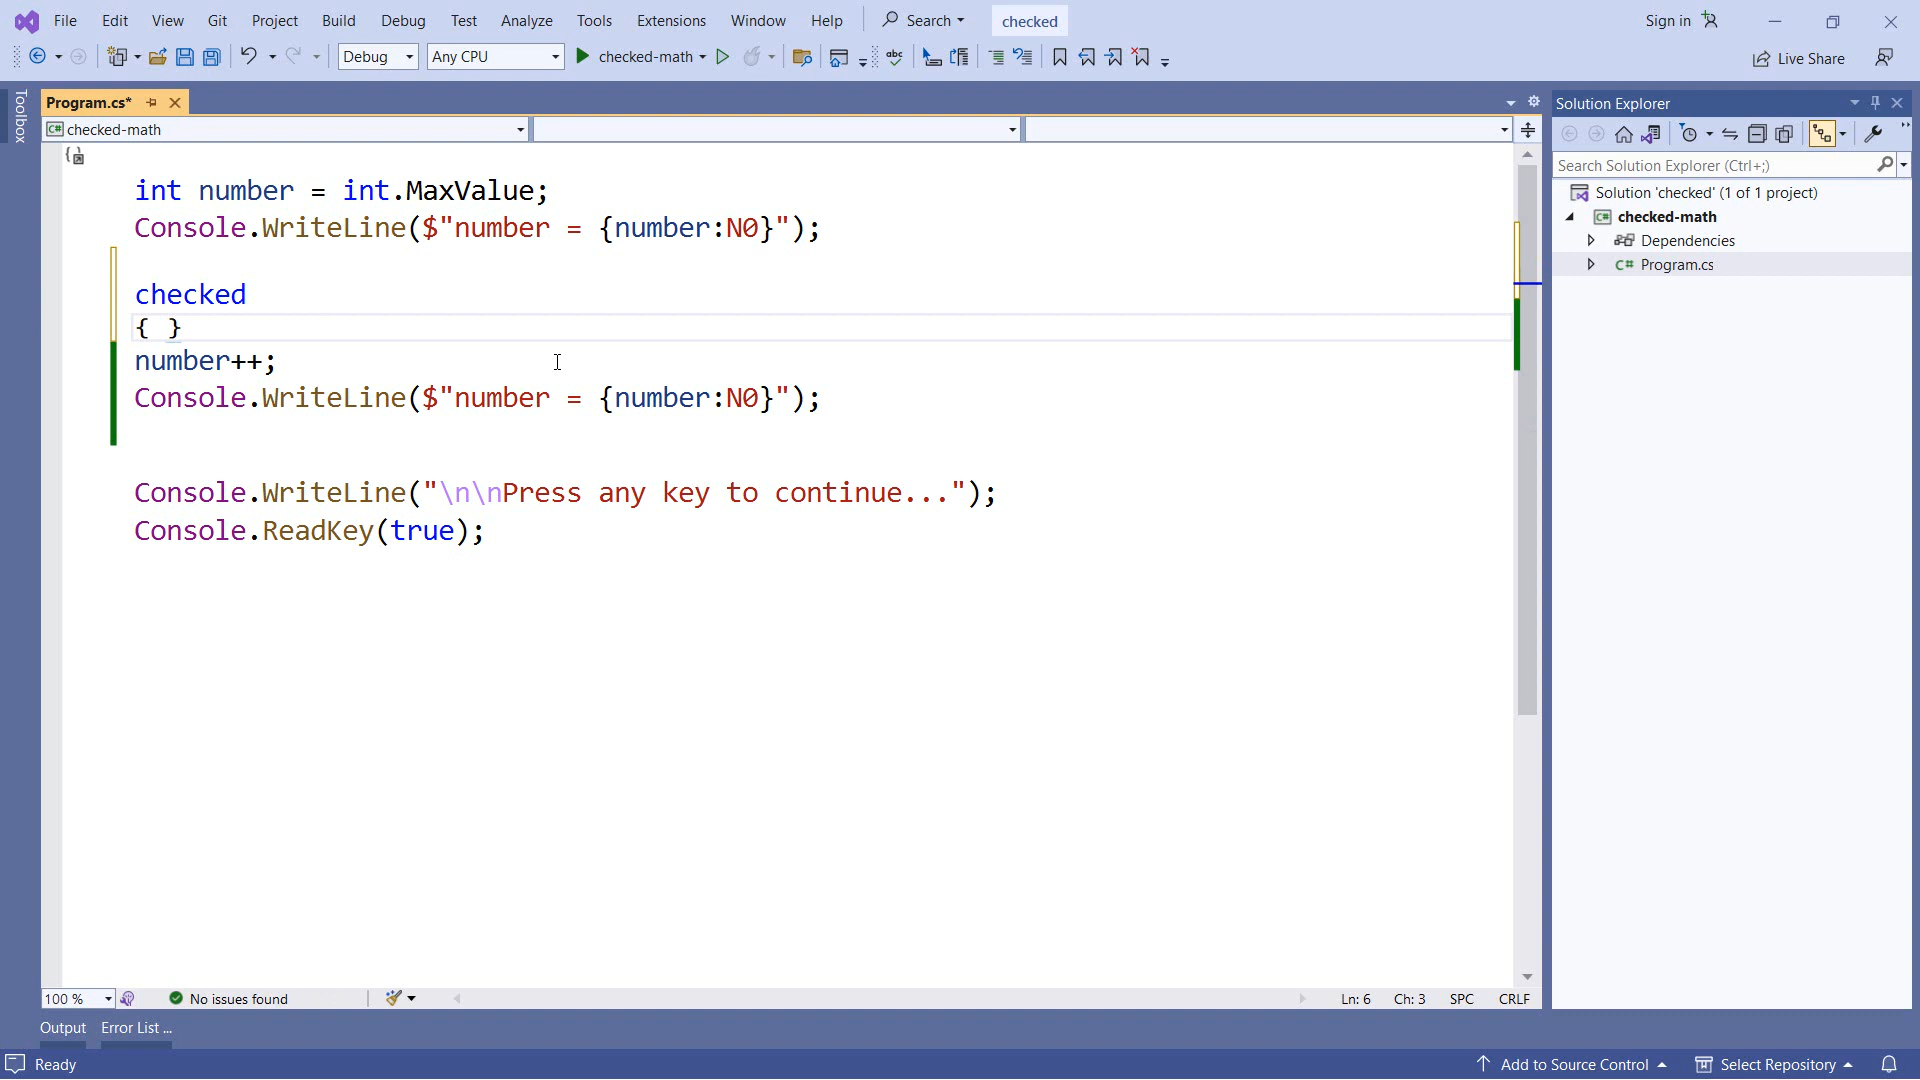 File Edit View Git Project Build Debug Test Analyze Tools Extensions Window Help Search checked Sign in
Debug Any CPU checked-math abc Live Share
Toolbox
Program.cs*
C# checked-math
int number = int.MaxValue;
Console.WriteLine($"number = {number:N0}");
checked
{ }
number++;
Console.WriteLine($"number = {number:N0}");
Console.WriteLine("\n\nPress any key to continue...");
Console.ReadKey(true);
Solution Explorer
Search Solution Explorer (Ctrl+;)
Solution 'checked' (1 of 1 project)
C# checked-math
Dependencies
C# Program.cs
100 % No issues found Ln: 6 Ch: 3 SPC CRLF
Output Error List ...
Ready Add to Source Control Select Repository